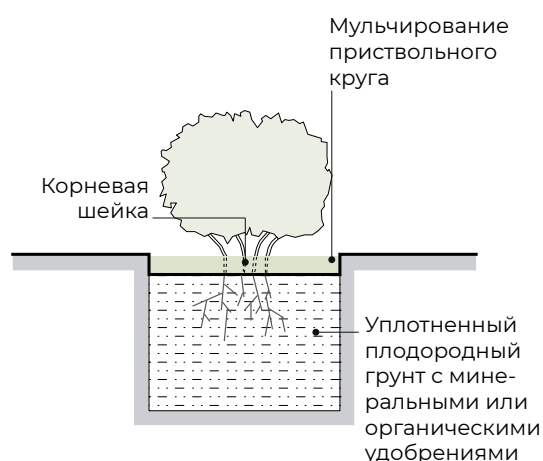 Мульчирование
приствольного
круга
Корневая
шейка
Уплотненный
плодородный
грунт с мине-
ральными или
органическими
удобрениями